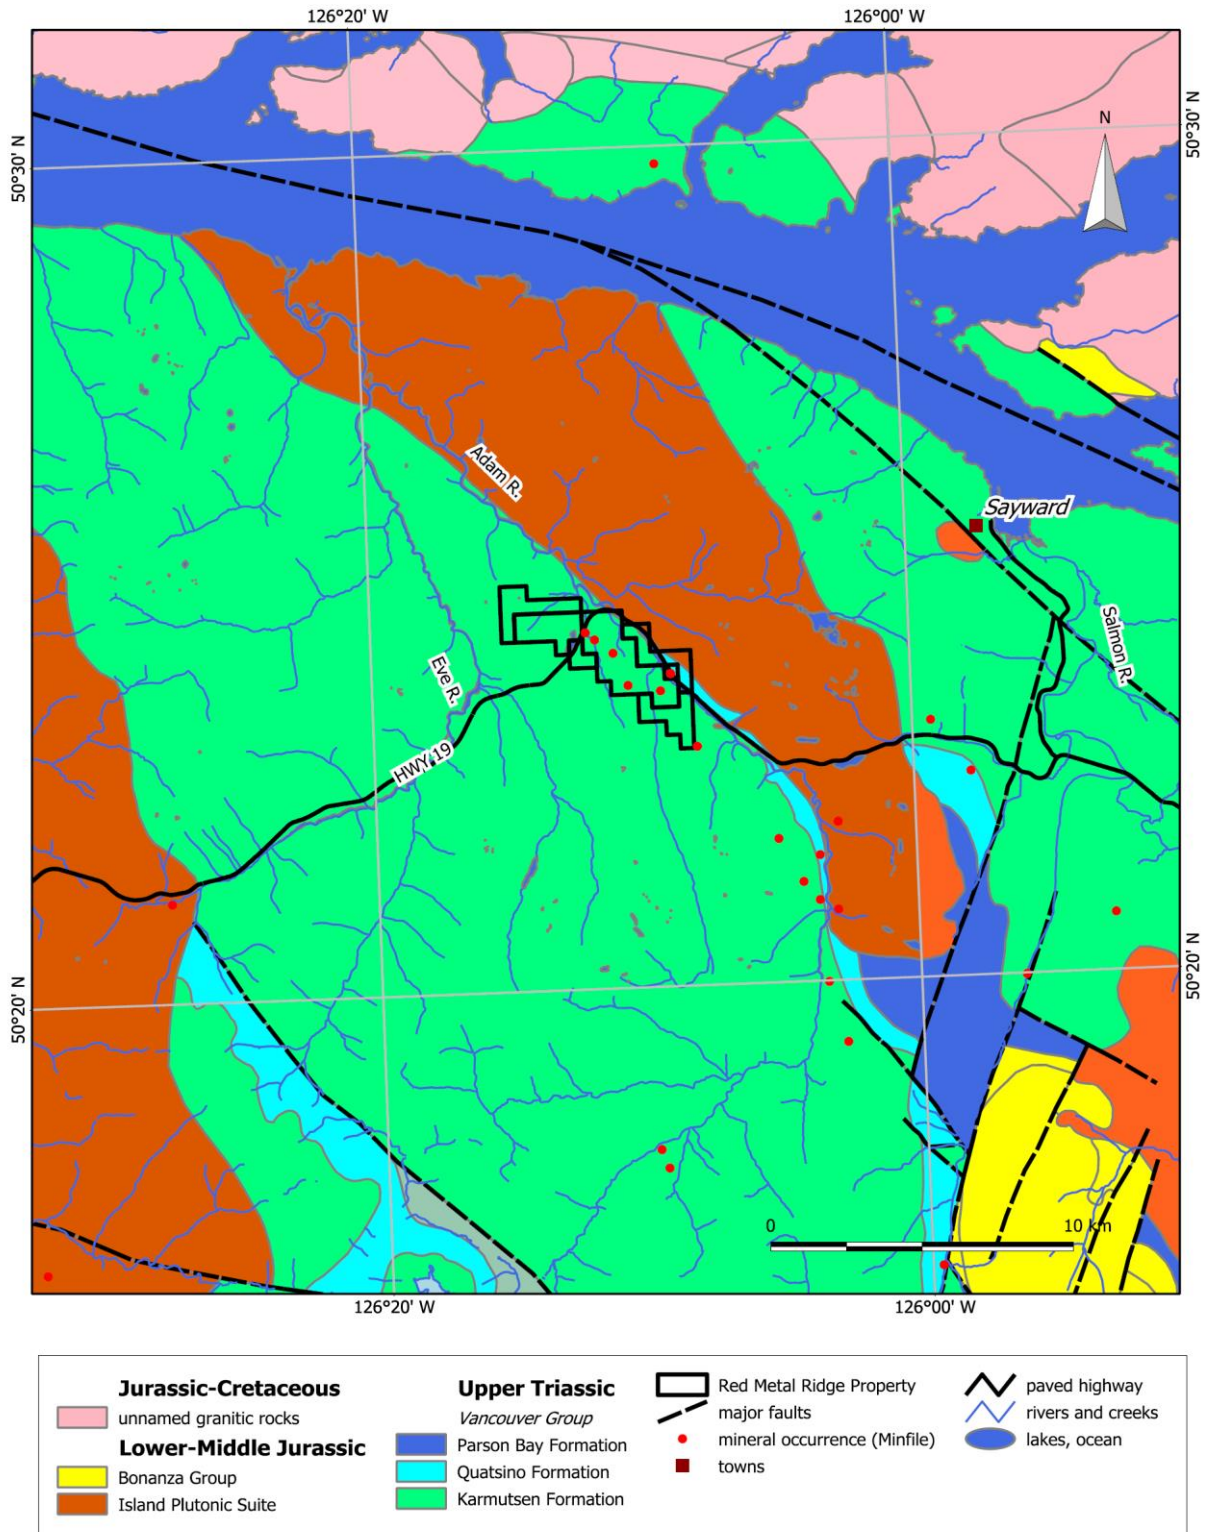 126°20' W
126°00' W
50°30' N
50°30' N
N
Adam R.
Sayward
Salmon R.
Eve R.
HWY 19
50°20' N
50°20' N
0
10 km
126°20' W
126°00' W
Jurassic-Cretaceous
unnamed granitic rocks
Lower-Middle Jurassic
Bonanza Group
Island Plutonic Suite
Upper Triassic
Vancouver Group
Parson Bay Formation
Quatsino Formation
Karmutsen Formation
Red Metal Ridge Property
major faults
mineral occurrence (Minfile)
towns
paved highway
rivers and creeks
lakes, ocean